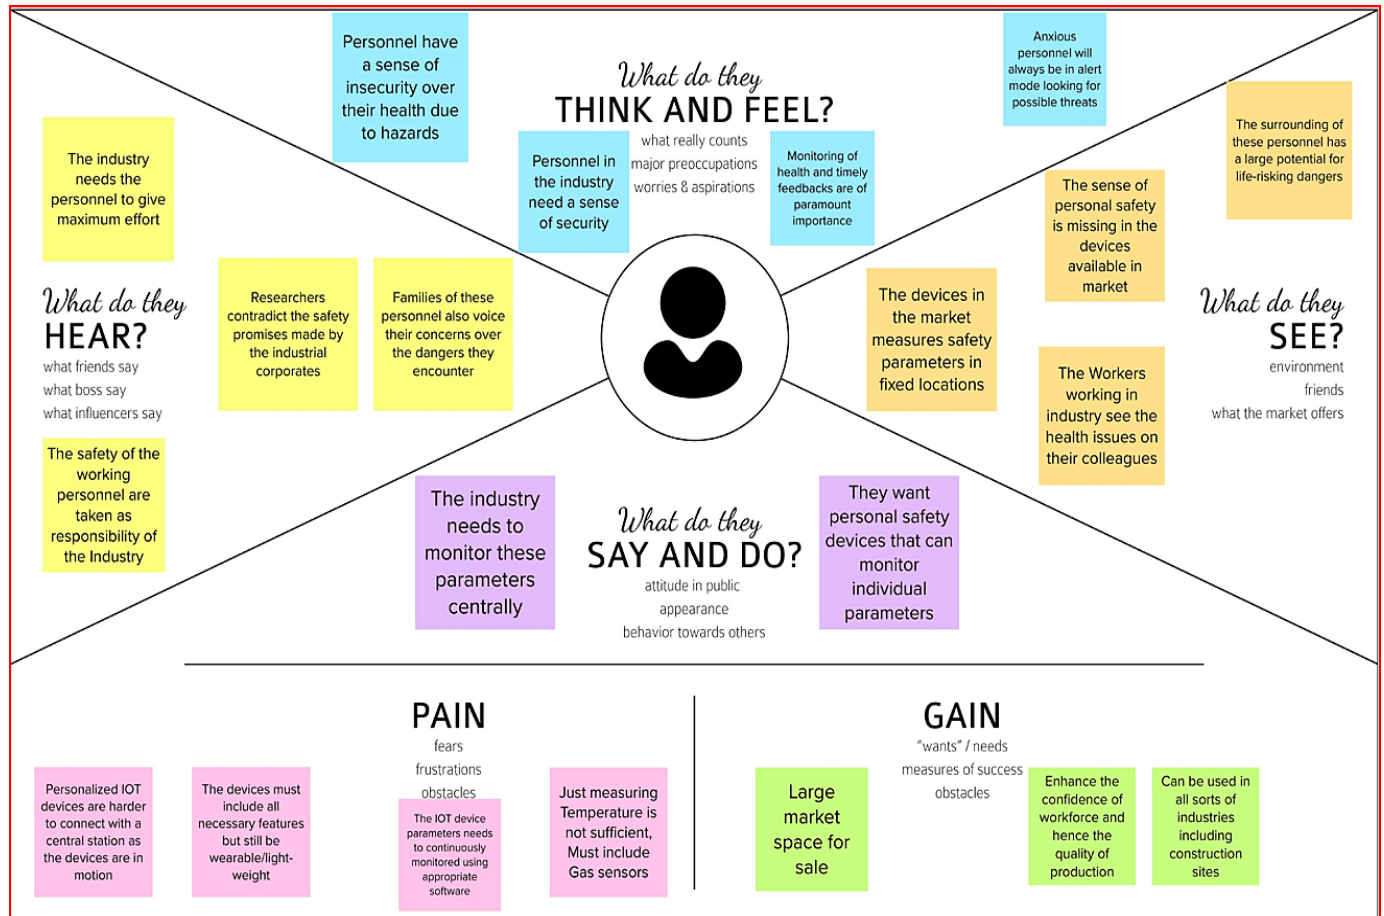 Personnel have
a sense of
insecurity over
their health due
to hazards
What do they
THINK AND FEEL?
what really counts
major preoccupations
worries & aspirations
Personnel in
the industry
need a sense
of security
Monitoring of
health and timely
feedbacks are of
paramount
importance
Anxious
personnel will
always be in alert
mode looking for
possible threats
The industry
needs the
personnel to give
maximum effort
What do they
HEAR?
what friends say
what boss say
what influencers say
Researchers
contradict the safety
promises made by
the industrial
corporates
Families of these
personnel also voice
their concerns over
the dangers they
encounter
The safety of the
working
personnel are
taken as
responsibility of
the Industry
The surrounding of
these personnel has
a large potential for
life-risking dangers
The sense of
personal safety
is missing in the
devices
available in
market
The devices in
the market
measures safety
parameters in
fixed locations
What do they
SEE?
environment
friends
what the market offers
The Workers
working in
industry see the
health issues on
their colleagues
The industry
needs to
monitor these
parameters
centrally
What do they
SAY AND DO?
attitude in public
appearance
behavior towards others
They want
personal safety
devices that can
monitor
individual
parameters
PAIN
fears
frustrations
obstacles
Personalized IOT
devices are harder
to connect with a
central station as
the devices are in
motion
The devices must
include all
necessary features
but still be
wearable/light-
weight
The IOT device
parameters needs
to continuously
monitored using
appropriate
software
Just measuring
Temperature is
not sufficient,
Must include
Gas sensors
GAIN
"wants" / needs
measures of success
obstacles
Large
market
space for
sale
Enhance the
confidence of
workforce and
hence the
quality of
production
Can be used in
all sorts of
industries
including
construction
sites